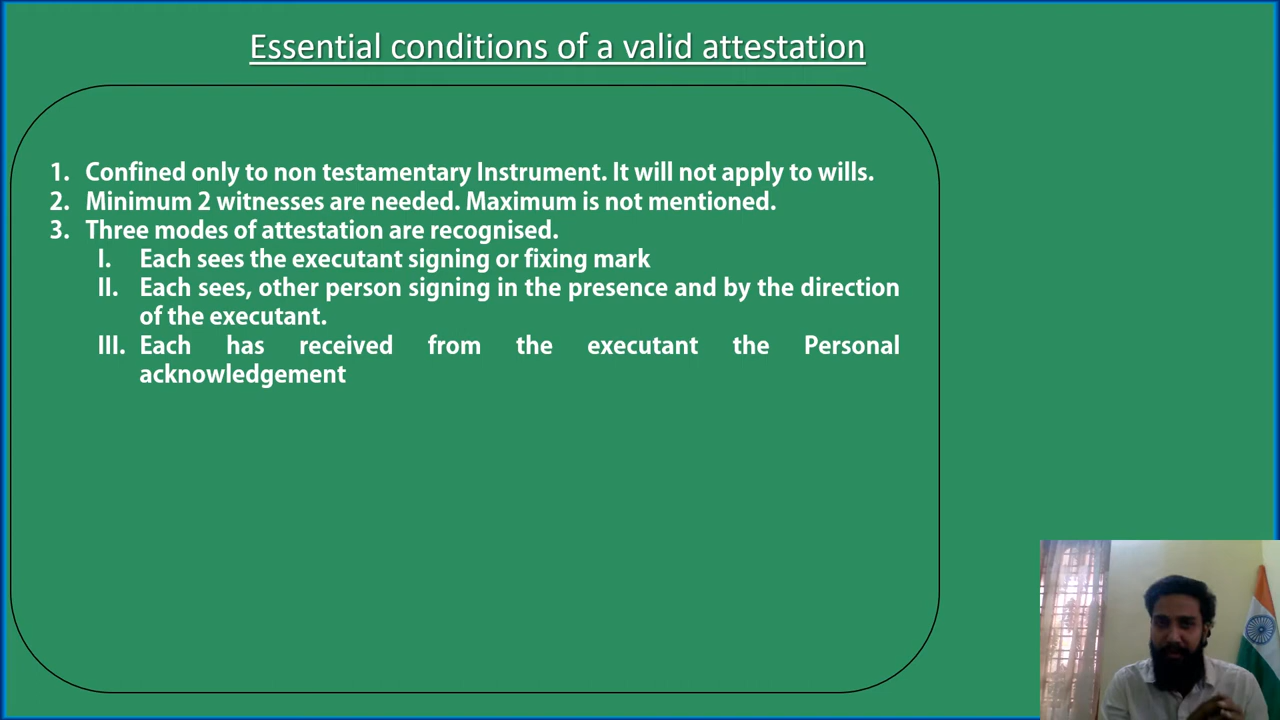 Essential conditions of a valid attestation
1. Confined only to non testamentary Instrument. It will not apply to wills.
2. Minimum 2 witnesses are needed. Maximum is not mentioned.
3. Three modes of attestation are recognised.
I. Each sees the executant signing or fixing mark
II. Each sees, other person signing in the presence and by the direction
of the executant.
III. Each has received from the executant the Personal
acknowledgement